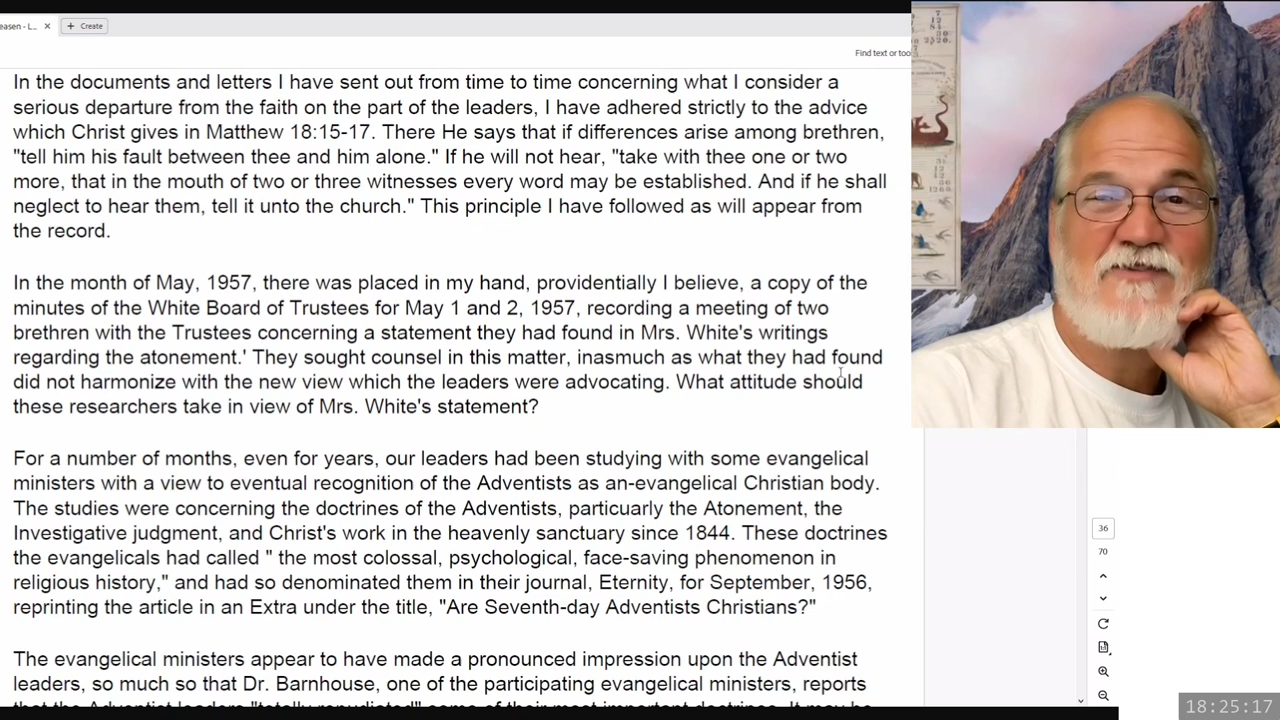 easen - L...
Create
Find text or too
In the documents and letters I have sent out from time to time concerning what I consider a
serious departure from the faith on the part of the leaders, I have adhered strictly to the advice
which Christ gives in Matthew 18:15-17. There He says that if differences arise among brethren,
"tell him his fault between thee and him alone." If he will not hear, "take with thee one or two
more, that in the mouth of two or three witnesses every word may be established. And if he shall
neglect to hear them, tell it unto the church." This principle I have followed as will appear from
the record.
In the month of May, 1957, there was placed in my hand, providentially I believe, a copy of the
minutes of the White Board of Trustees for May 1 and 2, 1957, recording a meeting of two
brethren with the Trustees concerning a statement they had found in Mrs. White's writings
regarding the atonement.' They sought counsel in this matter, inasmuch as what they had found
did not harmonize with the new view which the leaders were advocating. What attitude should
these researchers take in view of Mrs. White's statement?
For a number of months, even for years, our leaders had been studying with some evangelical
ministers with a view to eventual recognition of the Adventists as an-evangelical Christian body.
The studies were concerning the doctrines of the Adventists, particuarly the Atonement, the
Investigative judgment, and Christ's work in the heavenly sanctuary since 1844. These doctrines
the evangelicals had called " the most colossal, psychological, face-saving phenomenon in
religious history," and had so denominated them in their journal, Eternity, for September, 1956,
reprinting the article in an Extra under the title, "Are Seventh-day Adventists Christians?"
The evangelical ministers appear to have made a pronounced impression upon the Adventist
leaders, so much so that Dr. Barnhouse, one of the participating evangelical ministers, reports
that the Adventist leaders "totally repudiated" some of their most important doctrines. It may be
36
70
18:25:17